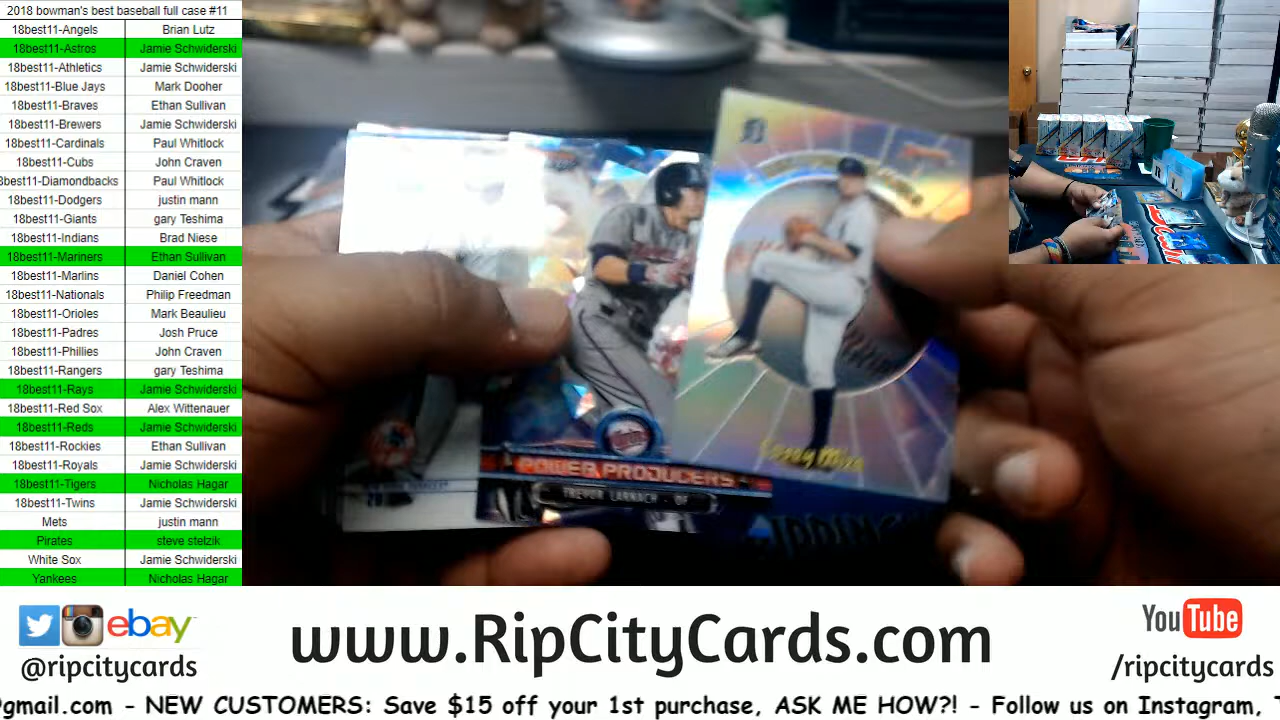 2018 bowman's best baseball full case #11
18best11-Angels Brian Lutz
18best11-Astros Jamie Schwiderski
18best11-Athletics Jamie Schwiderski
18best11-Blue Jays Mark Dooher
18best11-Braves Ethan Sullivan
18best11-Brewers Jamie Schwiderski
18best11-Cardinals Paul Whitlock
18best11-Cubs John Craven
8best11-Diamondbacks Paul Whitlock
18best11-Dodgers justin mann
18best11-Giants gary Teshima
18best11-Indians Brad Niese
18best11-Mariners Ethan Sullivan
18best11-Marlins Daniel Cohen
18best11-Nationals Philip Freedman
18best11-Orioles Mark Beaulieu
18best11-Padres Josh Pruce
18best11-Phillies John Craven
18best11-Rangers gary Teshima
18best11-Rays Jamie Schwiderski
18best11-Red Sox Alex Wittenauer
18best11-Reds Jamie Schwiderski
18best11-Rockies Ethan Sullivan
18best11-Royals Jamie Schwiderski
18best11-Tigers Nicholas Hagar
18best11-Twins Jamie Schwiderski
Mets justin mann
Pirates steve stelzik
White Sox Jamie Schwiderski
Yankees Nicholas Hagar
Casey Mize
POWER PRODUCERS
TREVOR LARNACH - OF
ebay
@ripcitycards
www.RipCityCards.com
YouTube
/ripcitycards
@gmail.com - NEW CUSTOMERS: Save $15 off your 1st purchase, ASK ME HOW?! - Follow us on Instagram,